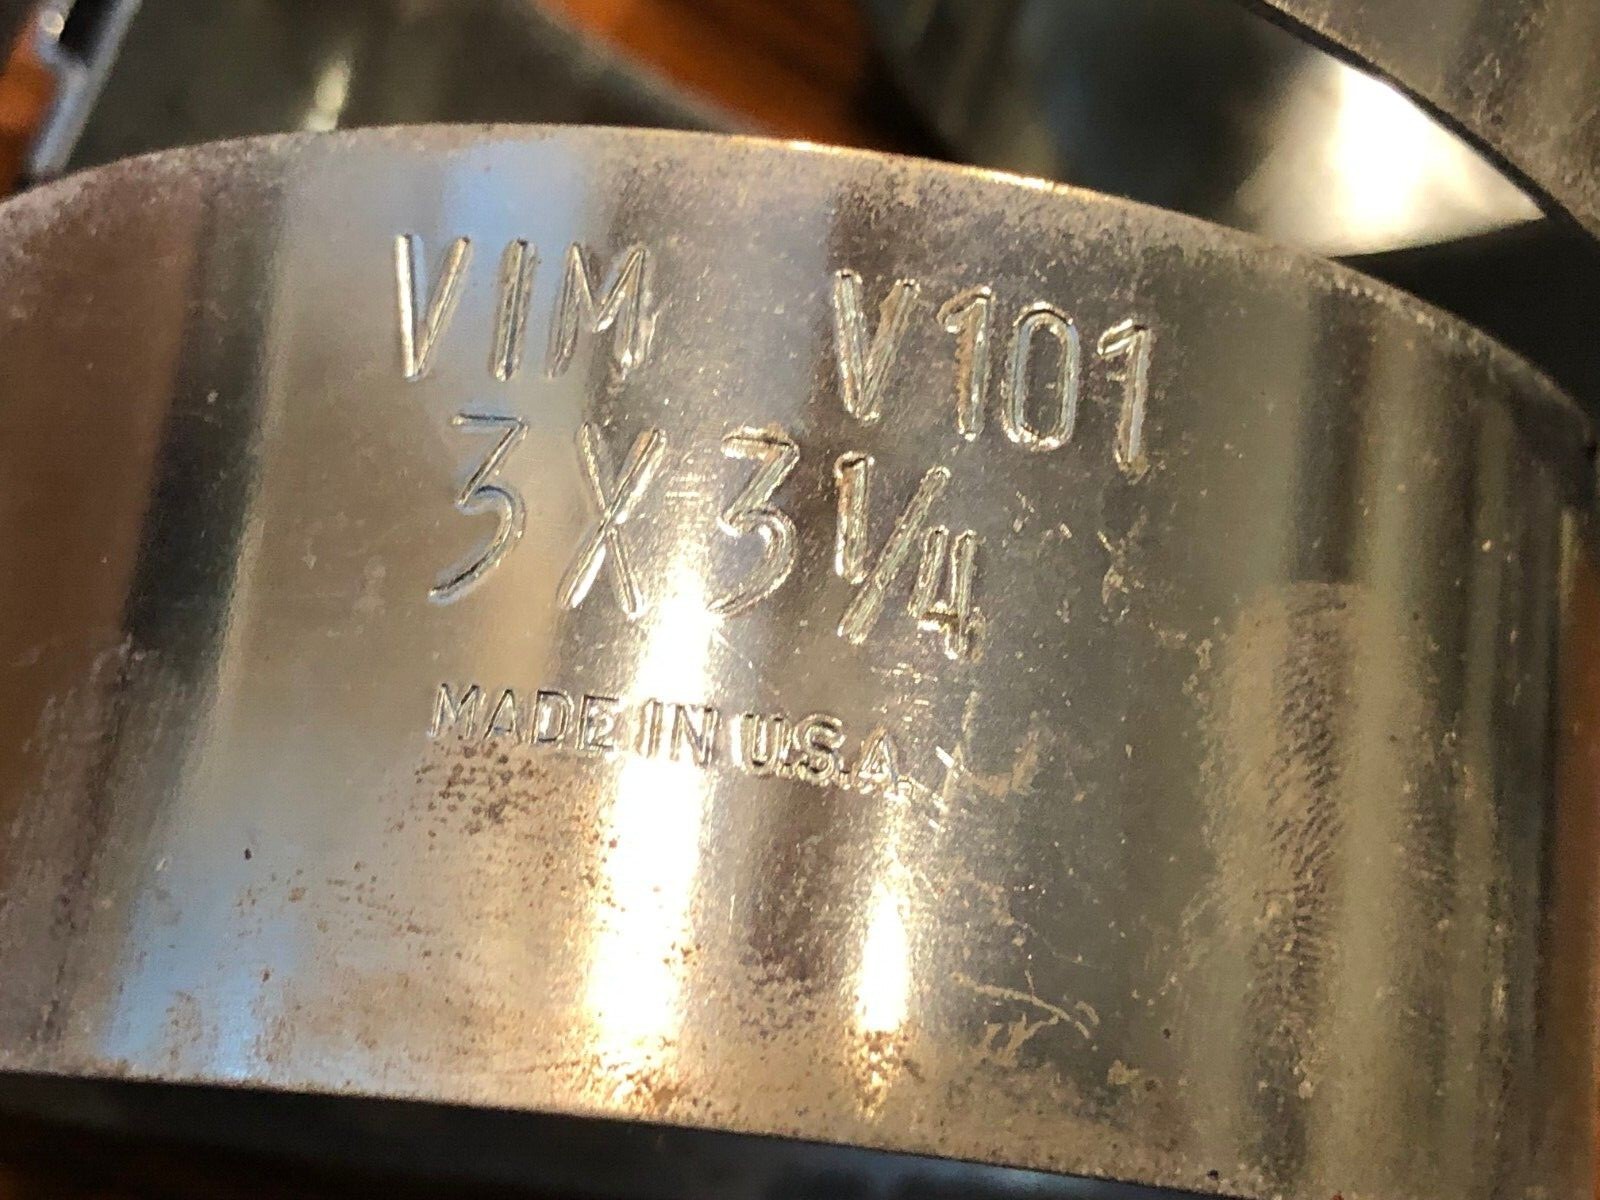 VIM V101
3 X 3 1/4
MADE IN U.S.A.